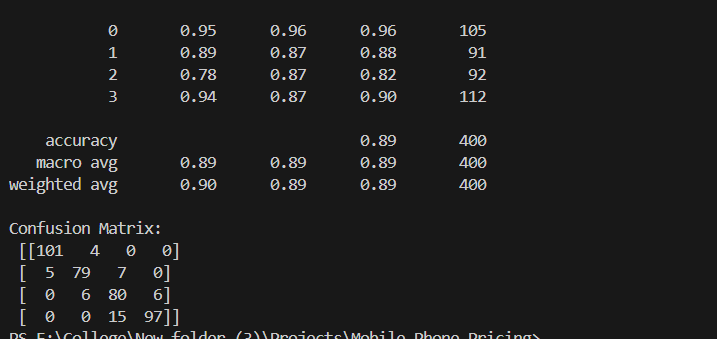 0 0.95 0.96 0.96 105
1 0.89 0.87 0.88 91
2 0.78 0.87 0.82 92
3 0.94 0.87 0.90 112
accuracy 0.89 400
macro avg 0.89 0.89 0.89 400
weighted avg 0.90 0.89 0.89 400
Confusion Matrix:
[[101 4 0 0]
[ 5 79 7 0]
[ 0 6 80 6]
[ 0 0 15 97]]
PS E:\College\New folder (3)\Projects\Mobile Phone Pricing>